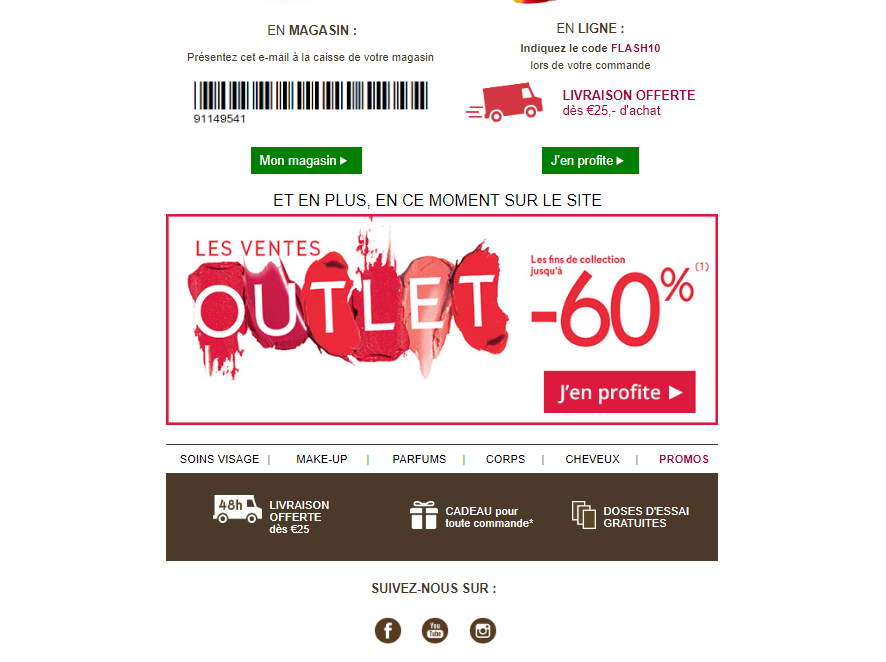 EN MAGASIN :
Présentez cet e-mail à la caisse de votre magasin
91149541
Mon magasin
EN LIGNE :
Indiquez le code FLASH10
lors de votre commande
LIVRAISON OFFERTE
dès €25,- d'achat
J'en profite
ET EN PLUS, EN CE MOMENT SUR LE SITE
LES VENTES
OUTLET
Les fins de collection
jusqu'à
-60%(1)
J'en profite
SOINS VISAGE | MAKE-UP | PARFUMS | CORPS | CHEVEUX | PROMOS
48h
LIVRAISON
OFFERTE
dès €25
CADEAU pour
toute commande*
DOSES D'ESSAI
GRATUITES
SUIVEZ-NOUS SUR :
You
Tube